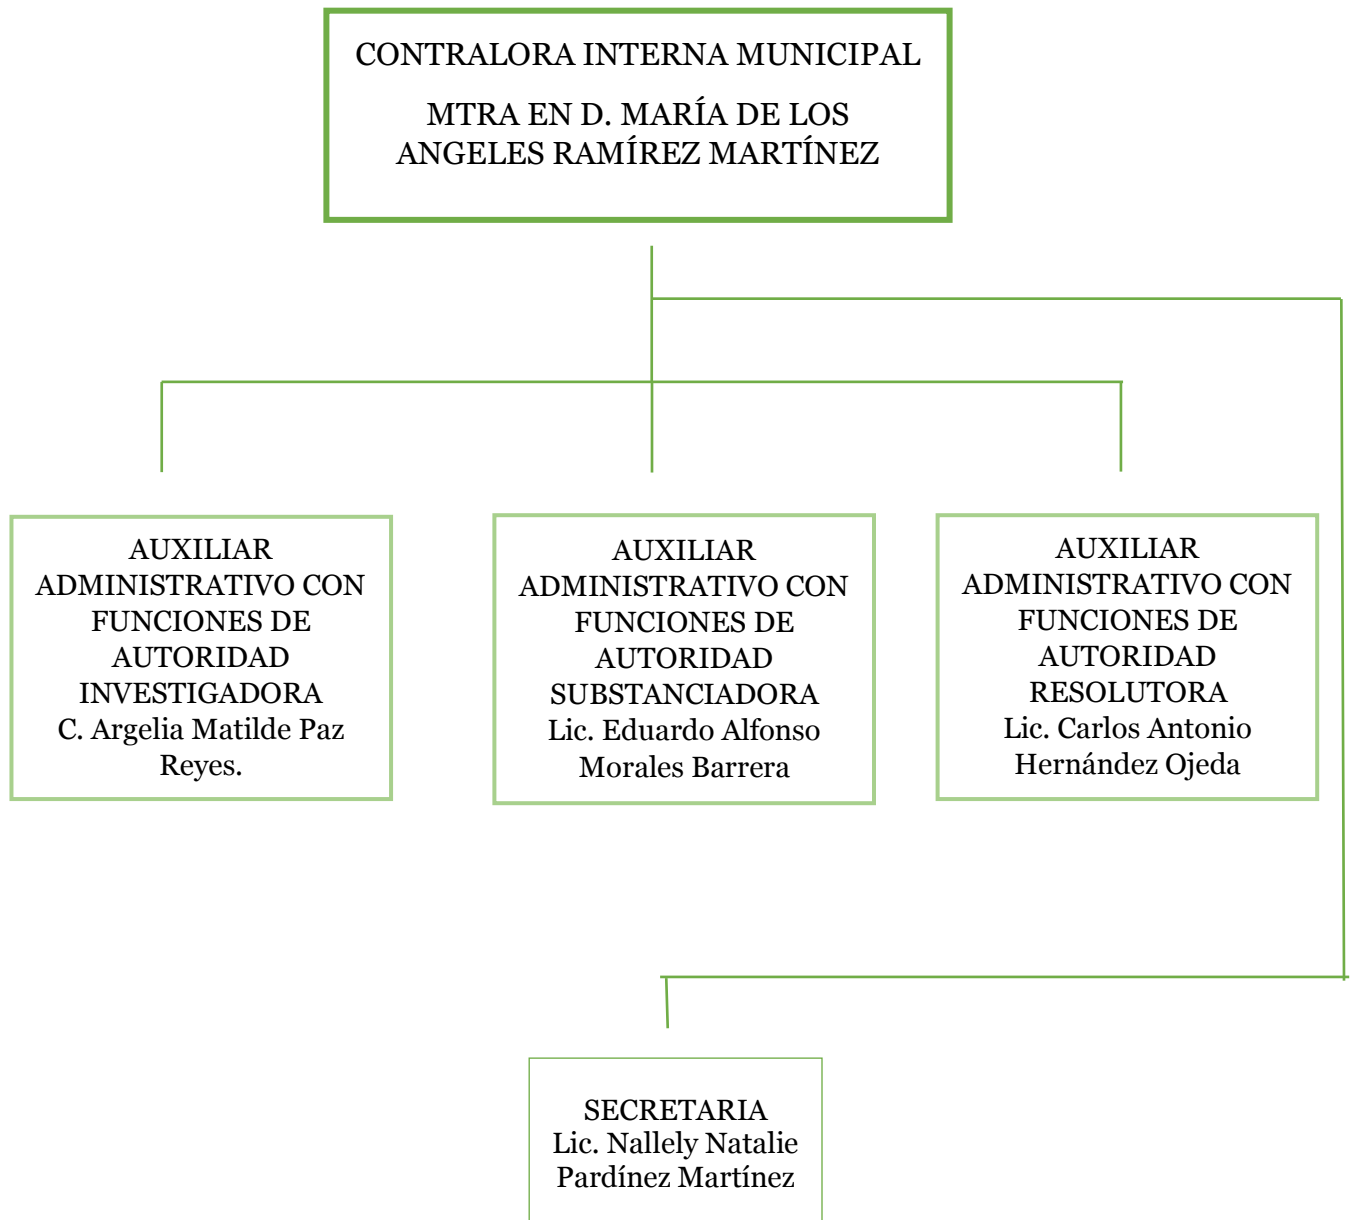 CONTRALORA INTERNA MUNICIPAL
MTRA EN D. MARÍA DE LOS
ANGELES RAMÍREZ MARTÍNEZ
AUXILIAR
ADMINISTRATIVO CON
FUNCIONES DE
AUTORIDAD
INVESTIGADORA
C. Argelia Matilde Paz
Reyes.
AUXILIAR
ADMINISTRATIVO CON
FUNCIONES DE
AUTORIDAD
SUBSTANCIADORA
Lic. Eduardo Alfonso
Morales Barrera
AUXILIAR
ADMINISTRATIVO CON
FUNCIONES DE
AUTORIDAD
RESOLUTORA
Lic. Carlos Antonio
Hernández Ojeda
SECRETARIA
Lic. Nallely Natalie
Pardínez Martínez